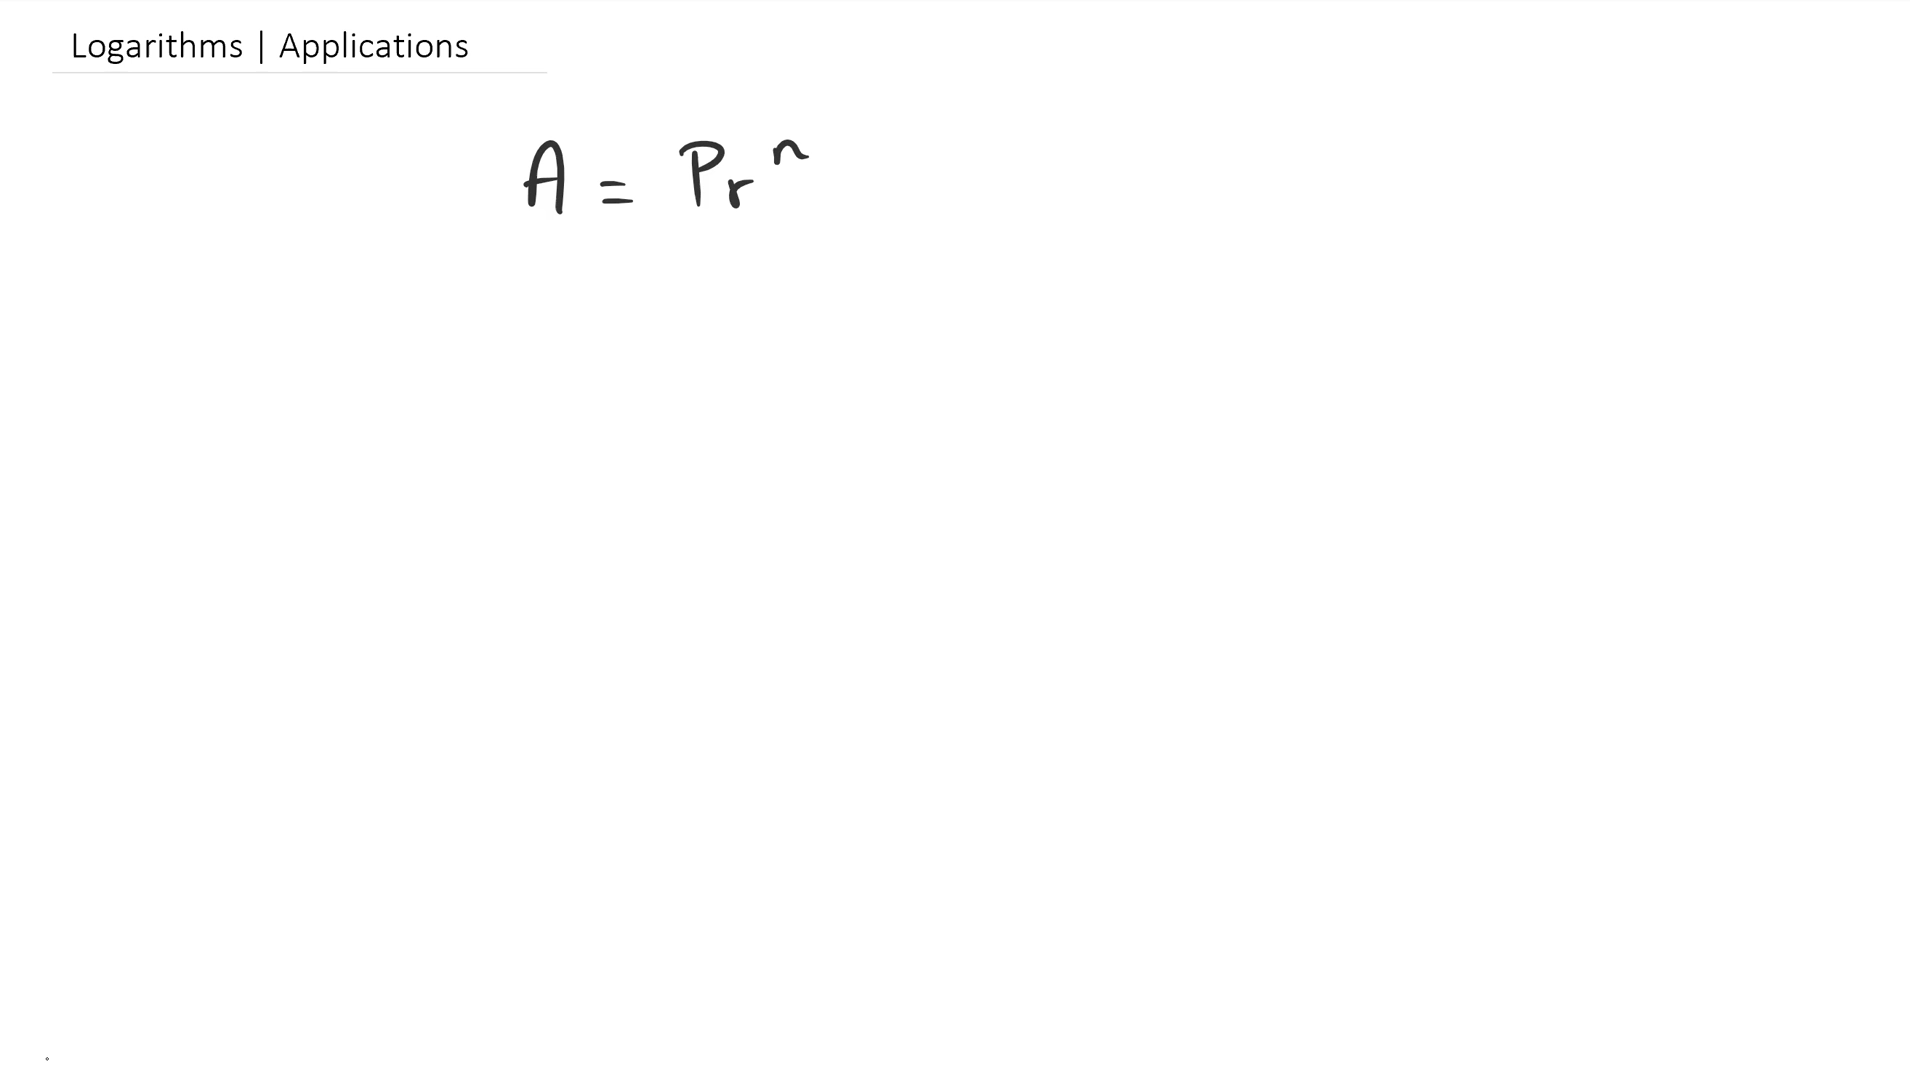 Logarithms | Applications
A = Pr^n